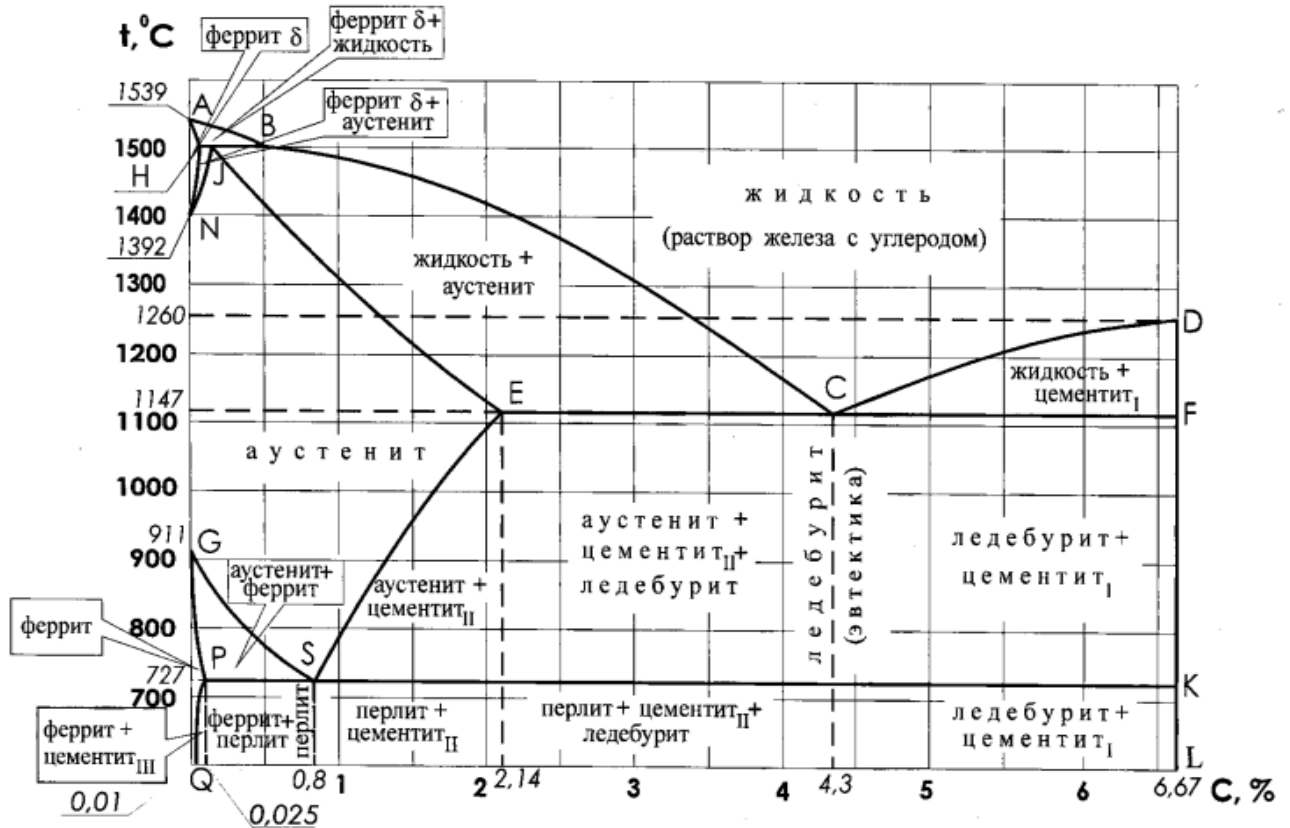 t,°C
феррит δ
феррит δ+
жидкость
1539
A
феррит δ+
аустенит
B
1500
H
J
жидкость
(раствор железа с углеродом)
1400
N
1392
жидкость +
аустенит
1300
1260
D
1200
жидкость +
цементитI
1147
E
C
1100
F
аустенит
1000
911
G
900
аустенит+
феррит
аустенит +
цементитII
аустенит +
цементитII+
ледебурит
ледебурит
(эвтектика)
ледебурит+
цементитI
800
феррит
P
S
727
K
700
феррит +
цементитIII
феррит+
перлит
перлит
перлит +
цементитII
перлит+ цементитII+
ледебурит
ледебурит+
цементитI
L
Q
0,01
0,025
0,8
1
2
2,14
3
4
4,3
5
6
6,67
C, %